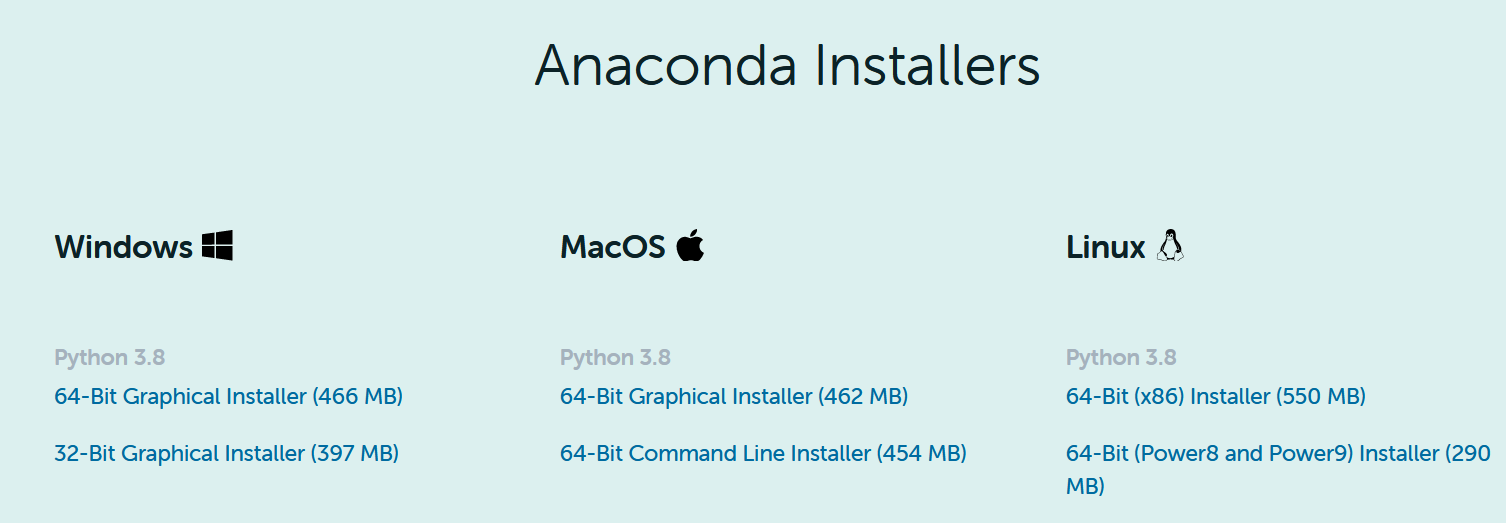 Anaconda Installers
Windows
MacOS
Linux
Python 3.8
64-Bit Graphical Installer (466 MB)
32-Bit Graphical Installer (397 MB)
Python 3.8
64-Bit Graphical Installer (462 MB)
64-Bit Command Line Installer (454 MB)
Python 3.8
64-Bit (x86) Installer (550 MB)
64-Bit (Power8 and Power9) Installer (290
MB)